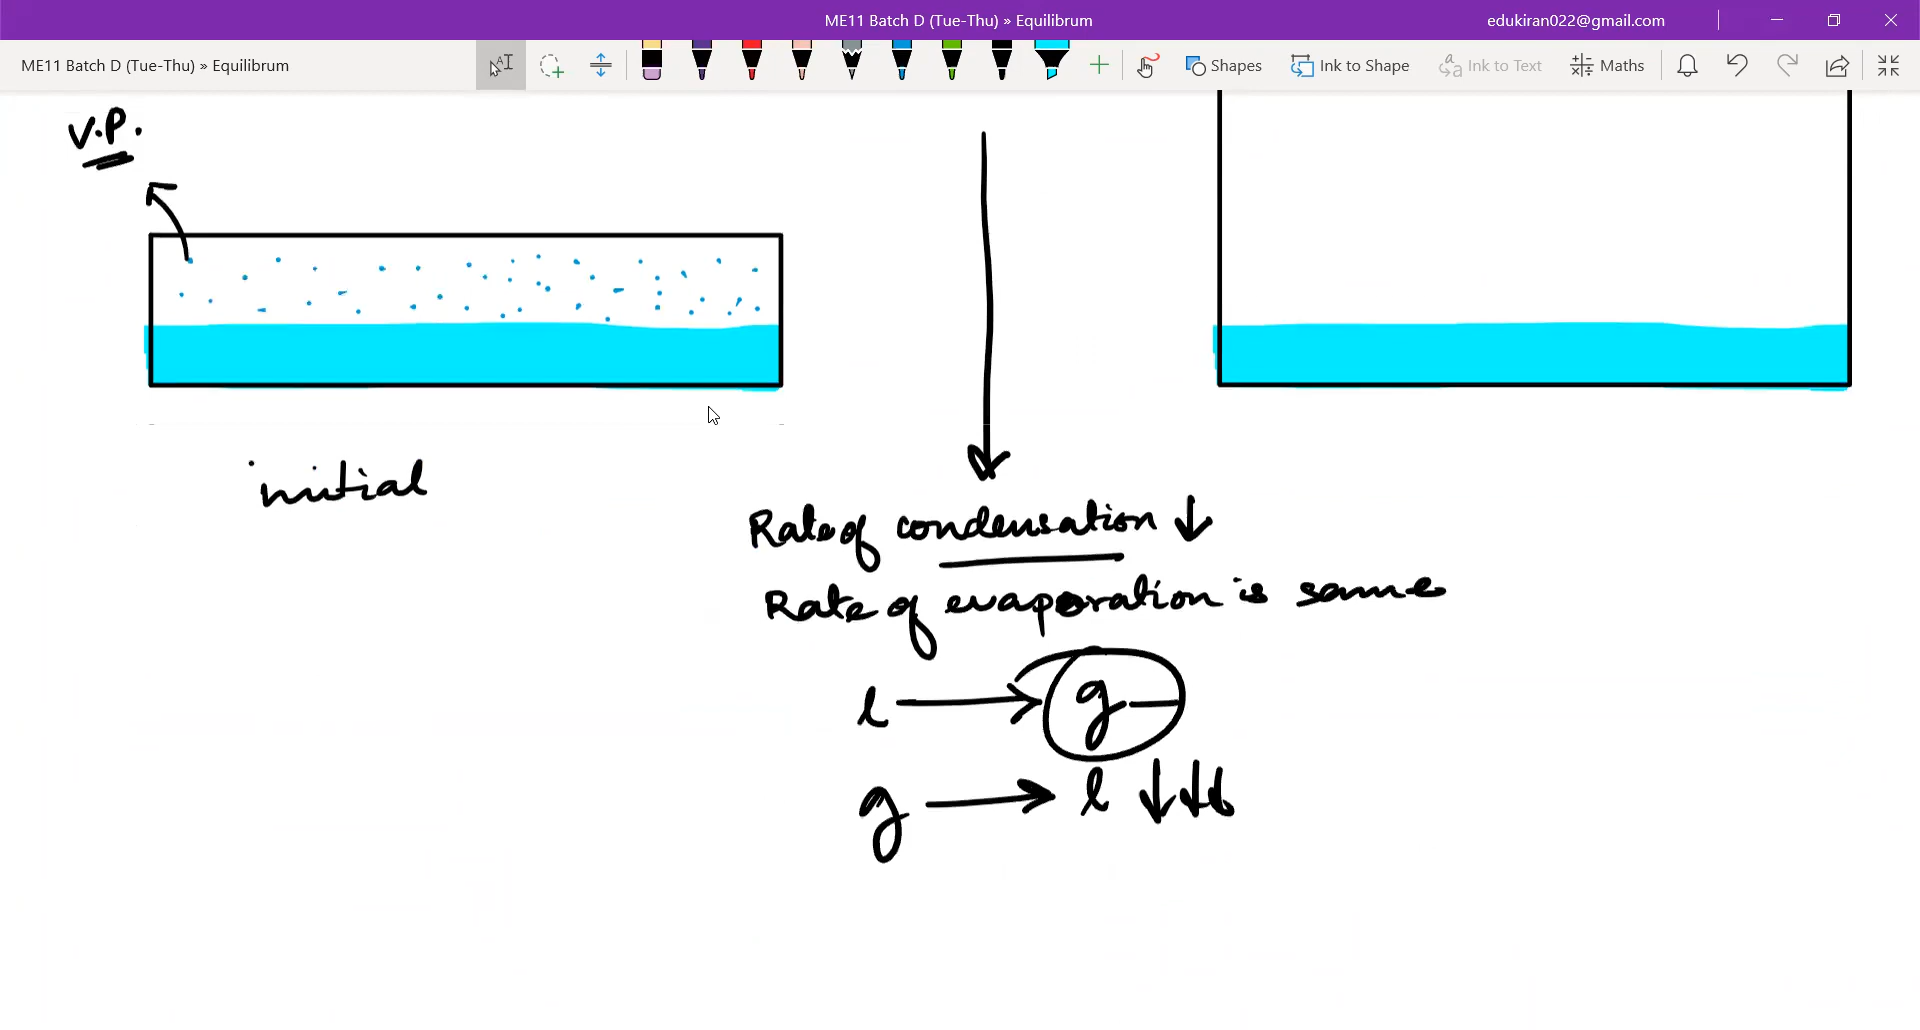 ME11 Batch D (Tue-Thu) » Equilibrum
edukiran022@gmail.com
ME11 Batch D (Tue-Thu) » Equilibrum
Shapes
Ink to Shape
Ink to Text
Maths
V.P.
initial
Rate of condensation ↓
Rate of evaporation is same
l → g
g → l ↓↓↓